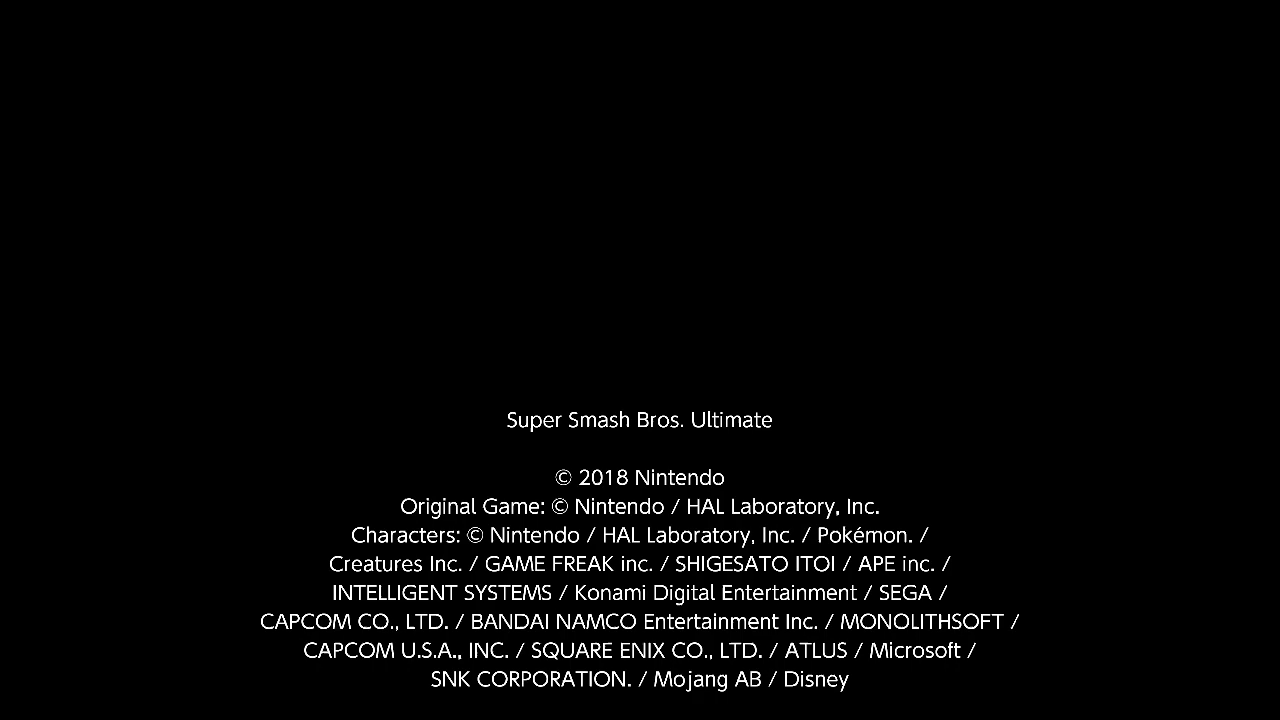 Super Smash Bros. Ultimate
© 2018 Nintendo
Original Game: © Nintendo / HAL Laboratory, Inc.
Characters: © Nintendo / HAL Laboratory, Inc. / Pokémon. /
Creatures Inc. / GAME FREAK inc. / SHIGESATO ITOI / APE inc. /
INTELLIGENT SYSTEMS / Konami Digital Entertainment / SEGA /
CAPCOM CO., LTD. / BANDAI NAMCO Entertainment Inc. / MONOLITHSOFT /
CAPCOM U.S.A., INC. / SQUARE ENIX CO., LTD. / ATLUS / Microsoft /
SNK CORPORATION. / Mojang AB / Disney